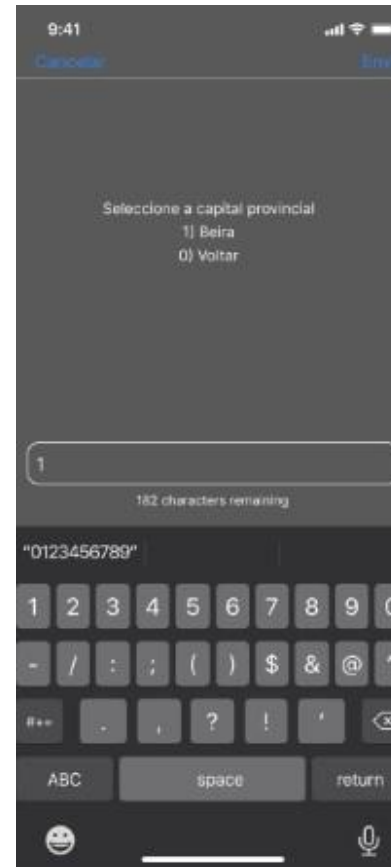 9:41
Cancelar
Seleccione a capital provincial
1) Beira
0) Voltar
1
182 characters remaining
"0123456789"
1 2 3 4 5 6 7 8 9
- / : ; ( ) $ & @
#+= . , ? ! '
ABC space return